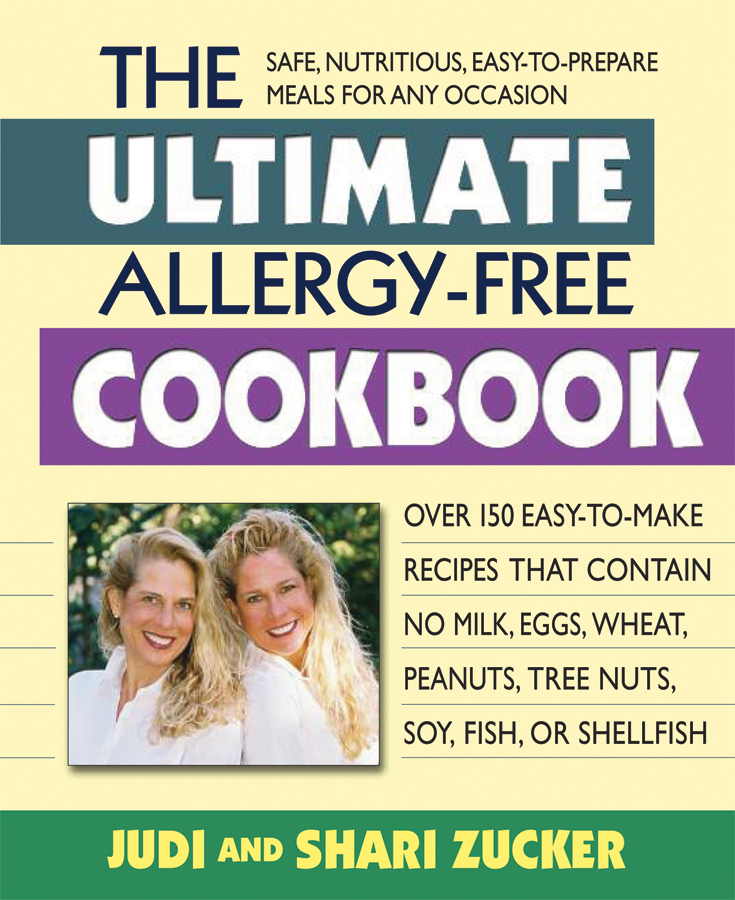 THE
SAFE, NUTRITIOUS, EASY-TO-PREPARE
MEALS FOR ANY OCCASION
ULTIMATE
ALLERGY-FREE
COOKBOOK
OVER 150 EASY-TO-MAKE
RECIPES THAT CONTAIN
NO MILK, EGGS, WHEAT,
PEANUTS, TREE NUTS,
SOY, FISH, OR SHELLFISH
JUDI AND SHARI ZUCKER